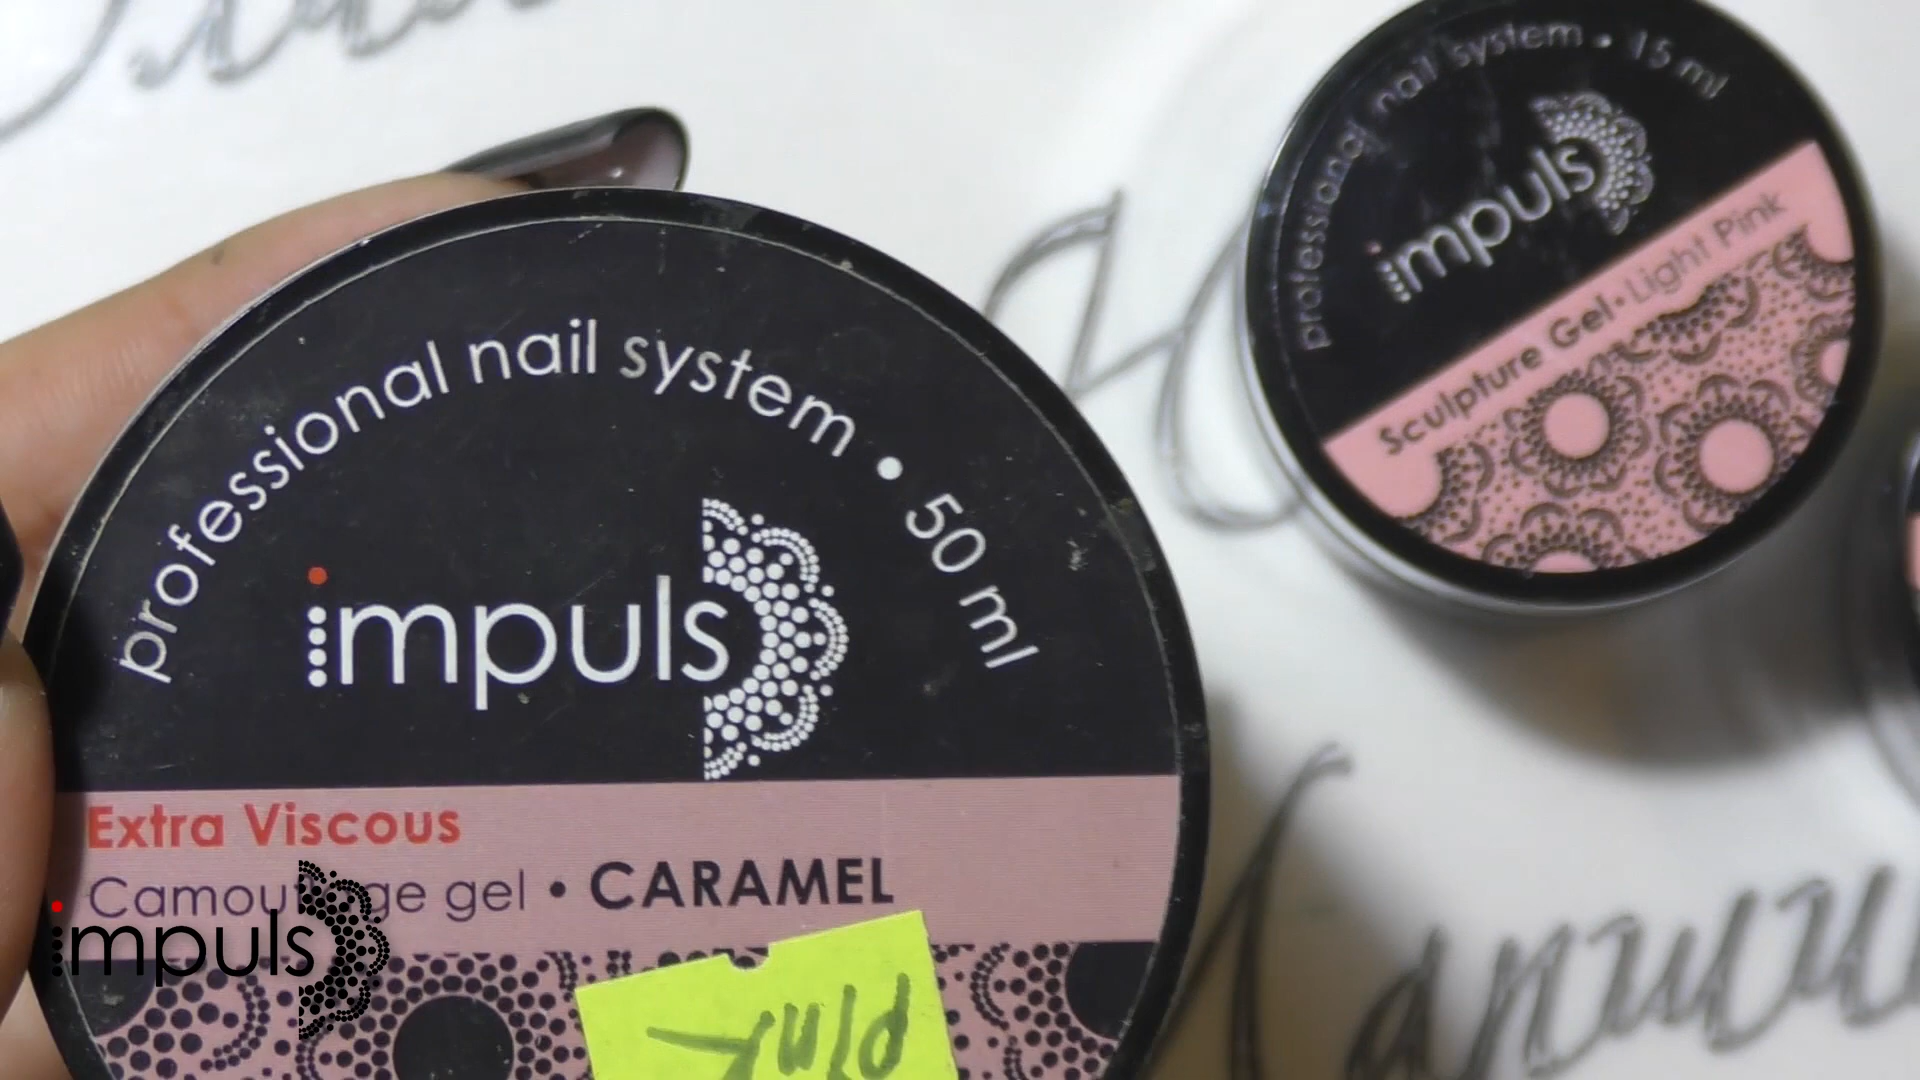 professional nail system • 50 ml
impuls
Extra Viscous
Camouflage gel • CARAMEL
pink
professional nail system • 15 ml
impuls
Sculpture Gel • Light Pink
impuls